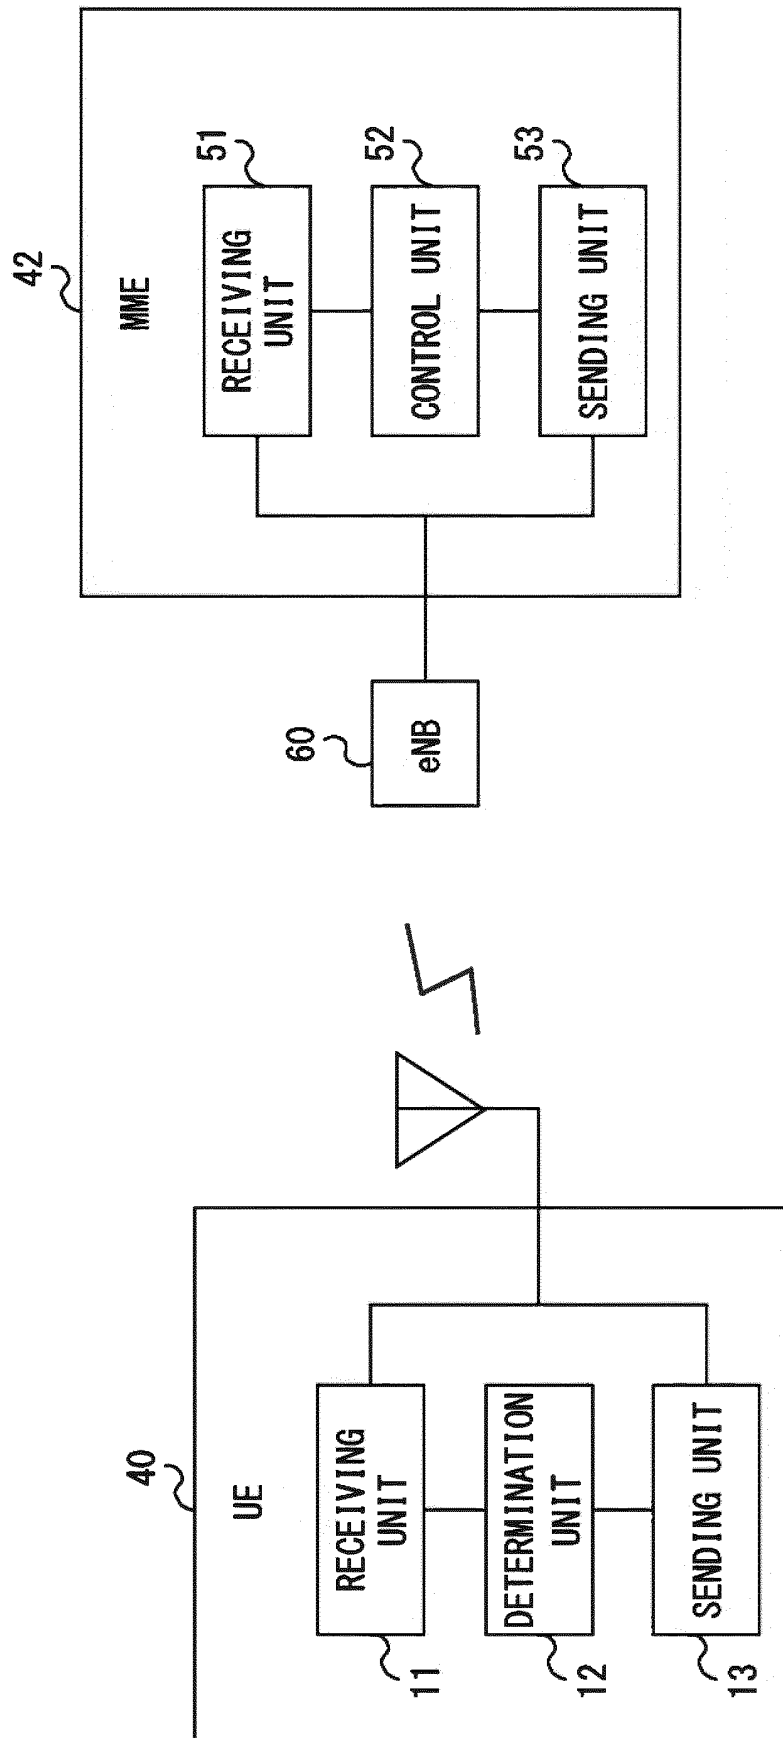 40
UE
RECEIVING
UNIT
11
DETERMINATION
UNIT
12
SENDING UNIT
13
60
eNB
42
MME
RECEIVING
UNIT
51
CONTROL UNIT
52
SENDING UNIT
53